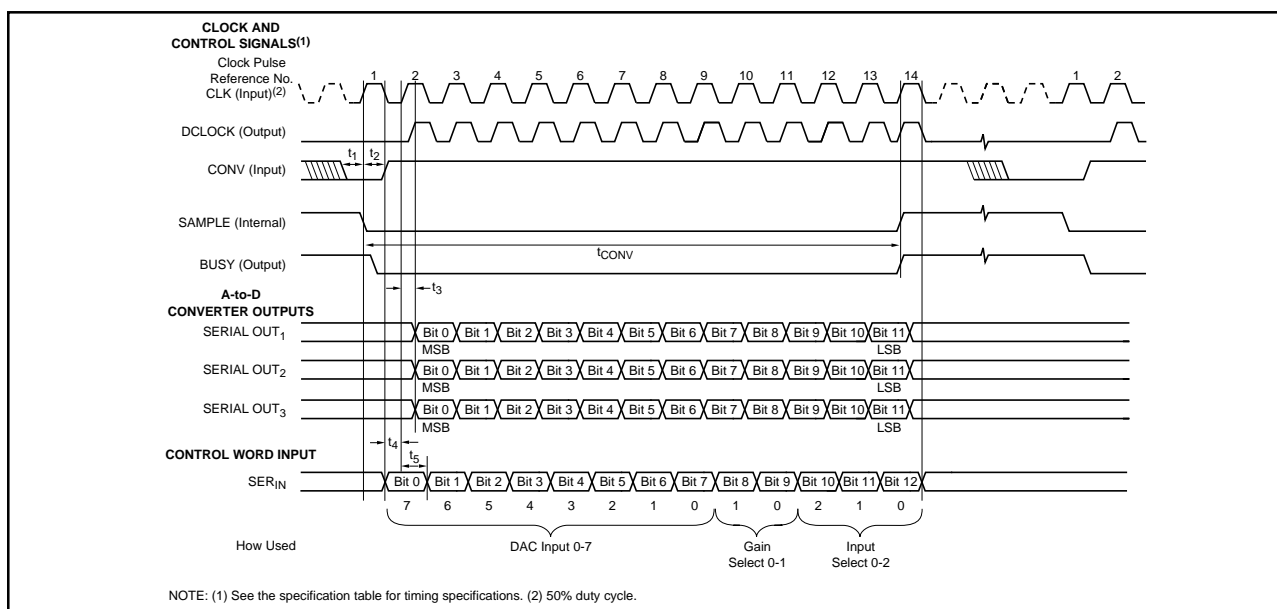 CLOCK AND
CONTROL SIGNALS(1)
Clock Pulse
Reference No.
1 2 3 4 5 6 7 8 9 10 11 12 13 14 1 2
CLK (Input)(2)
DCLOCK (Output)
t1 t2
CONV (Input)
SAMPLE (Internal)
tCONV
BUSY (Output)
t3
A-to-D
CONVERTER OUTPUTS
SERIAL OUT1 Bit 0 Bit 1 Bit 2 Bit 3 Bit 4 Bit 5 Bit 6 Bit 7 Bit 8 Bit 9 Bit 10 Bit 11
MSB LSB
SERIAL OUT2 Bit 0 Bit 1 Bit 2 Bit 3 Bit 4 Bit 5 Bit 6 Bit 7 Bit 8 Bit 9 Bit 10 Bit 11
MSB LSB
SERIAL OUT3 Bit 0 Bit 1 Bit 2 Bit 3 Bit 4 Bit 5 Bit 6 Bit 7 Bit 8 Bit 9 Bit 10 Bit 11
MSB LSB
t4
CONTROL WORD INPUT
t5
SERIN Bit 0 Bit 1 Bit 2 Bit 3 Bit 4 Bit 5 Bit 6 Bit 7 Bit 8 Bit 9 Bit 10 Bit 11 Bit 12
7 6 5 4 3 2 1 0 1 0 2 1 0
How Used DAC Input 0-7 Gain Input
Select 0-1 Select 0-2
NOTE: (1) See the specification table for timing specifications. (2) 50% duty cycle.